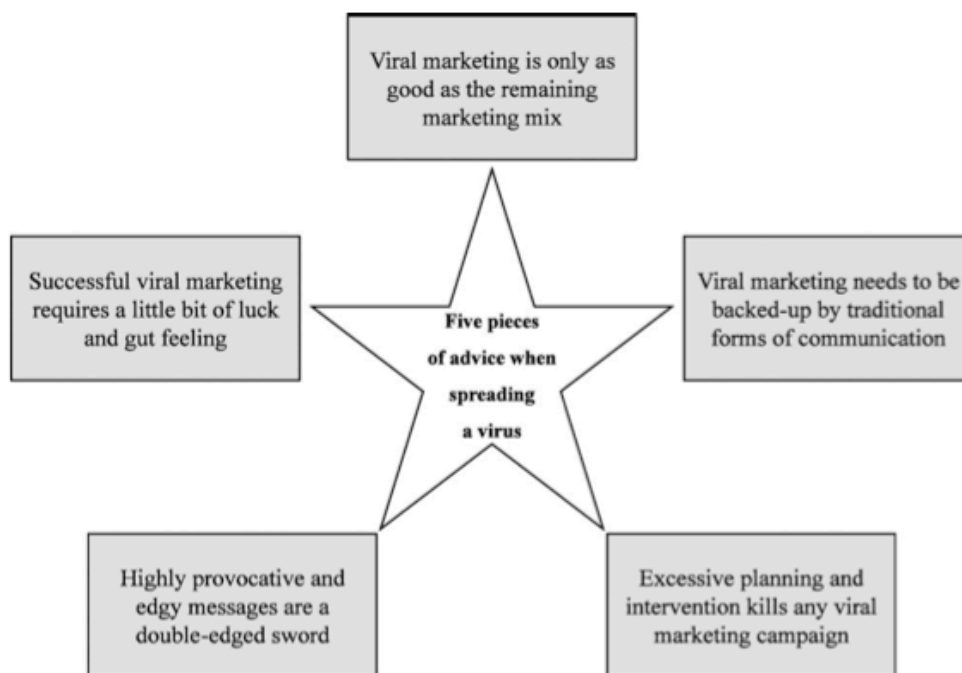 Viral marketing is only as
good as the remaining
marketing mix
Successful viral marketing
requires a little bit of luck
and gut feeling
Viral marketing needs to be
backed-up by traditional
forms of communication
Five pieces
of advice when
spreading
a virus
Highly provocative and
edgy messages are a
double-edged sword
Excessive planning and
intervention kills any viral
marketing campaign